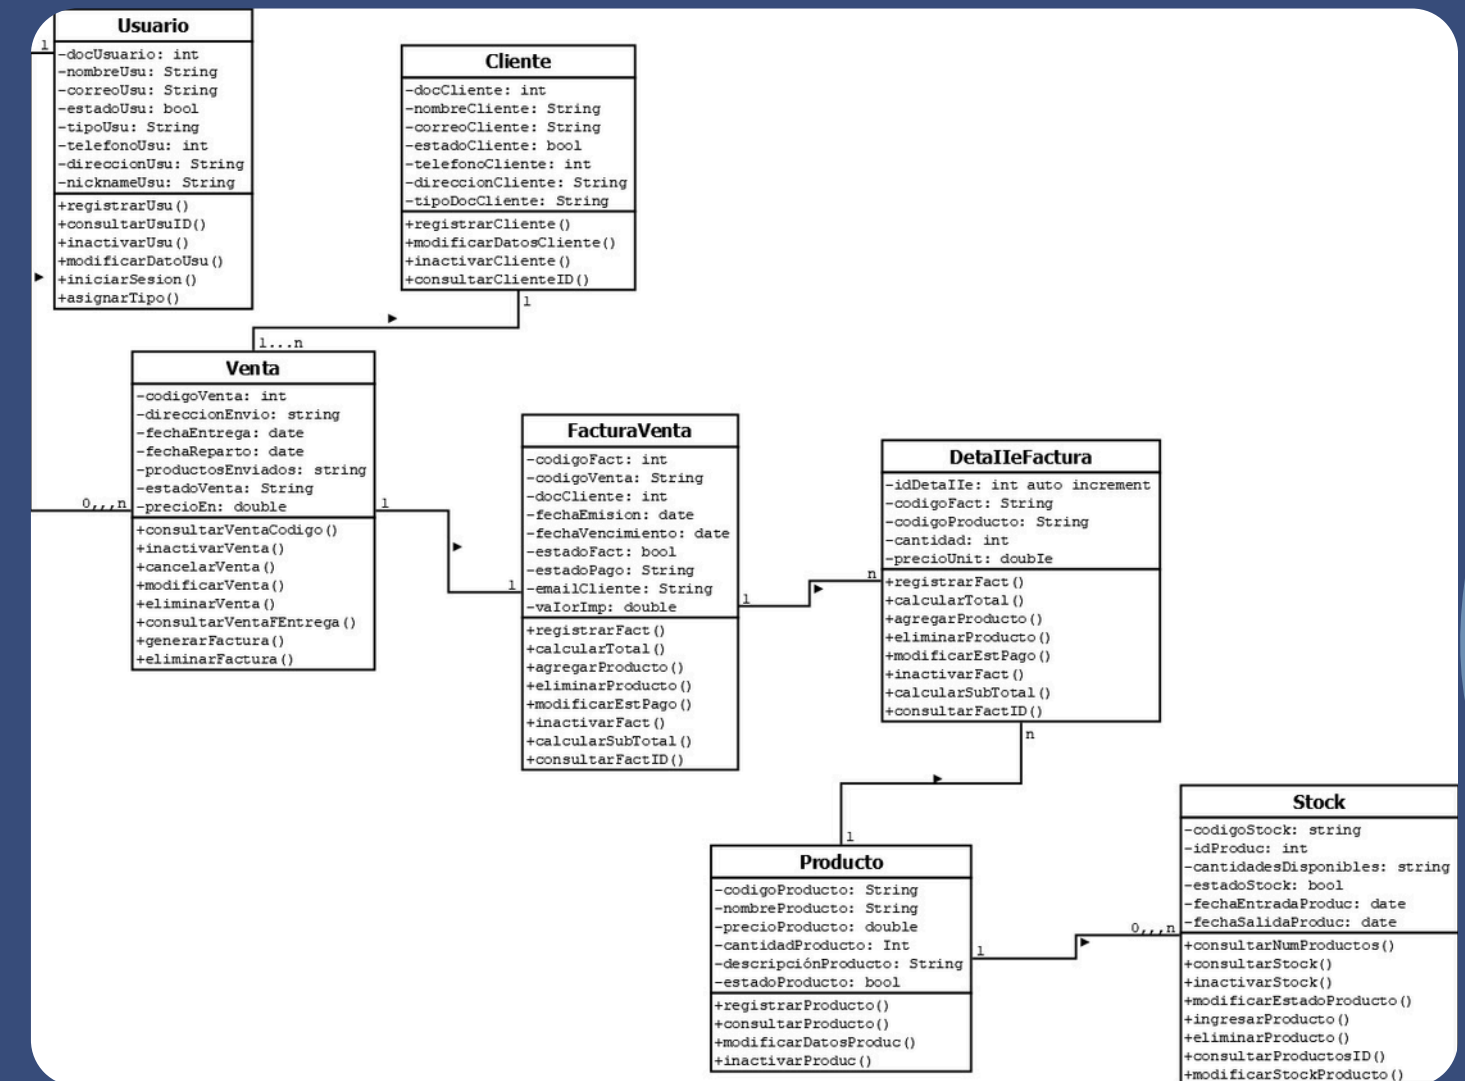 Usuario
1
-docUsuario: int
-nombreUsu: String
-correoUsu: String
-estadoUsu: bool
-tipoUsu: String
-telefonoUsu: int
-direccionUsu: String
-nicknameUsu: String
+registrarUsu()
+consultarUsuID()
+inactivarUsu()
+modificarDatoUsu()
+iniciarSesion()
+asignarTipo()
Cliente
-docCliente: int
-nombreCliente: String
-correoCliente: String
-estadoCliente: bool
-telefonoCliente: int
-direccionCliente: String
-tipoDocCliente: String
+registrarCliente()
+modificarDatosCliente()
+inactivarCliente()
+consultarClienteID()
1
1...n
Venta
-codigoVenta: int
-direccionEnvio: string
-fechaEntrega: date
-fechaReparto: date
-productosEnviados: string
-estadoVenta: String
-precioEn: double
0,,,n
1
+consultarVentaCodigo()
+inactivarVenta()
+cancelarVenta()
+modificarVenta()
+eliminarVenta()
+consultarVentaFEntrega()
+generarFactura()
+eliminarFactura()
FacturaVenta
-codigoFact: int
-codigoVenta: String
-docCliente: int
-fechaEmision: date
-fechaVencimiento: date
-estadoFact: bool
-estadoPago: String
-emailCliente: String
-vaIorImp: double
1
1
+registrarFact()
+calcularTotal()
+agregarProducto()
+eliminarProducto()
+modificarEstPago()
+inactivarFact()
+calcularSubTotal()
+consultarFactID()
DetaIIeFactura
-idDetaIIe: int auto increment
-codigoFact: String
-codigoProducto: String
-cantidad: int
-precioUnit: doubIe
n
+registrarFact()
+calcularTotal()
+agregarProducto()
+eliminarProducto()
+modificarEstPago()
+inactivarFact()
+calcularSubTotal()
+consultarFactID()
n
1
Producto
-codigoProducto: String
-nombreProducto: String
-precioProducto: double
-cantidadProducto: Int
-descripciónProducto: String
-estadoProducto: bool
+registrarProducto()
+consultarProducto()
+modificarDatosProduc()
+inactivarProduc()
1
0,,,n
Stock
-codigoStock: string
-idProduc: int
-cantidadesDisponibles: string
-estadoStock: bool
-fechaEntradaProduc: date
-fechaSalidaProduc: date
+consultarNumProductos()
+consultarStock()
+inactivarStock()
+modificarEstadoProducto()
+ingresarProducto()
+eliminarProducto()
+consultarProductosID()
+modificarStockProducto()